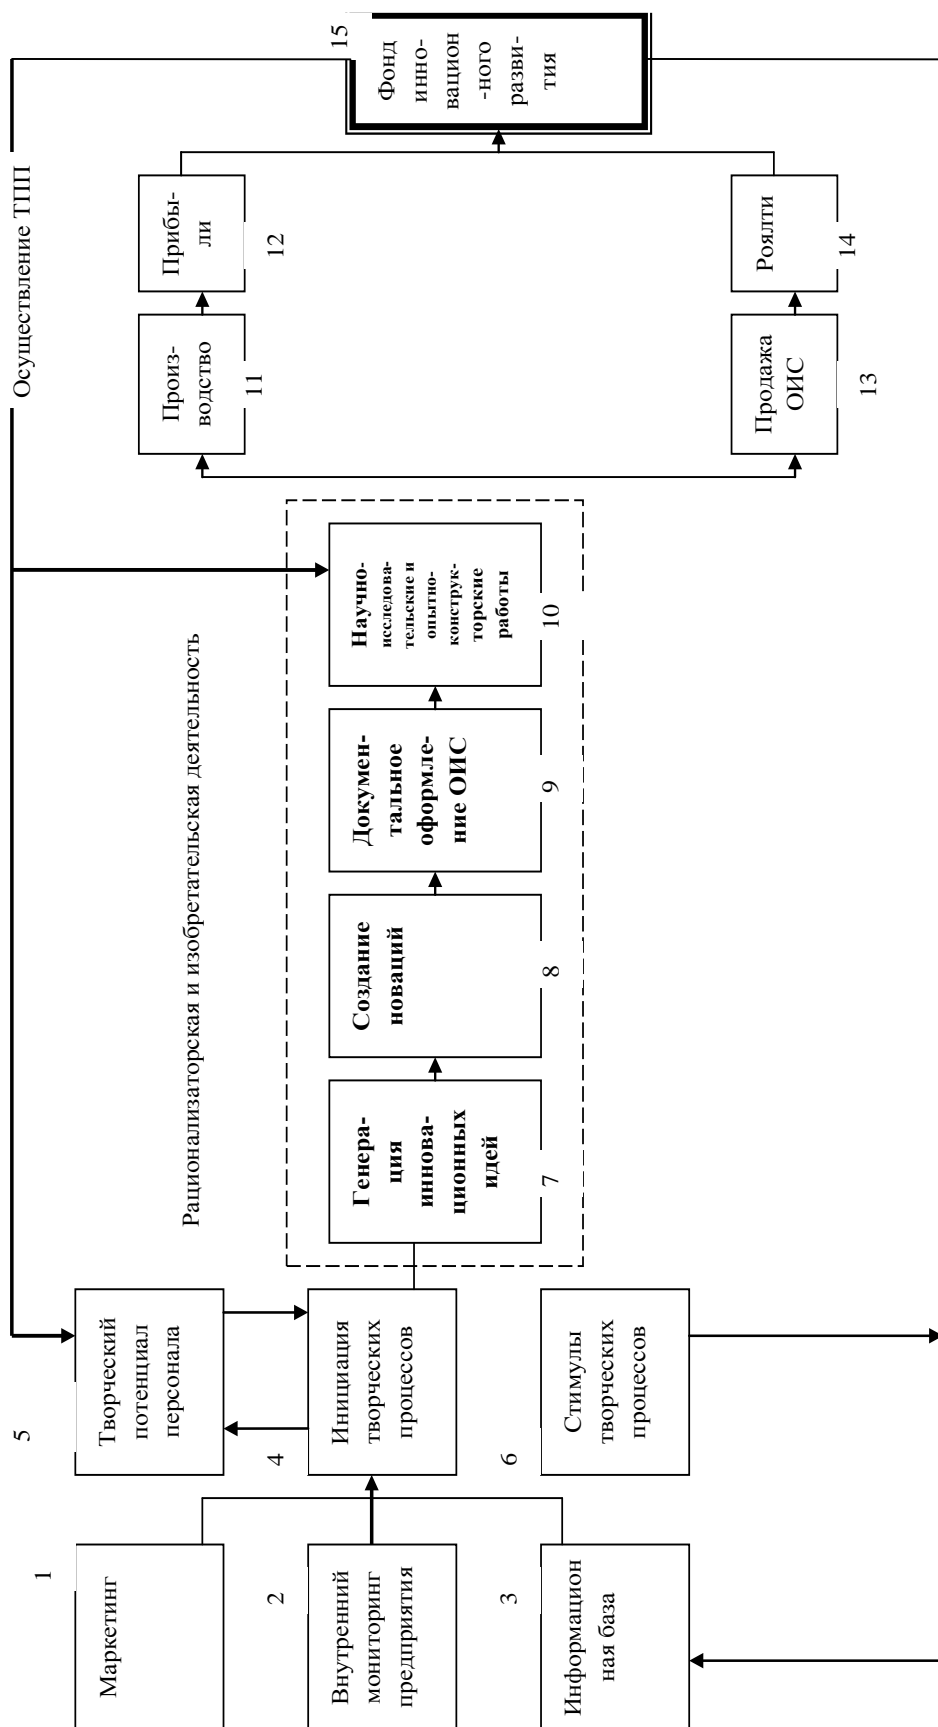 Осуществление ТПП
Рационализаторская и изобретательская деятельность
1
Маркетинг
2
Внутренний
мониторинг
предприятия
3
Информацион
ная база
5
Творческий
потенциал
персонала
4
Инициация
творческих
процессов
6
Стимулы
творческих
процессов
Генера-
ция
иннова-
ционных
идей
7
Создание
новаций
8
Докумен-
тальное
оформле-
ние ОИС
9
Научно-
исследова-
тельские и
опытно-
конструк-
торские
работы
10
Произ-
водство
11
Прибы-
ли
12
Продажа
ОИС
13
Роялти
14
15
Фонд
инно-
вацион
-ного
разви-
тия